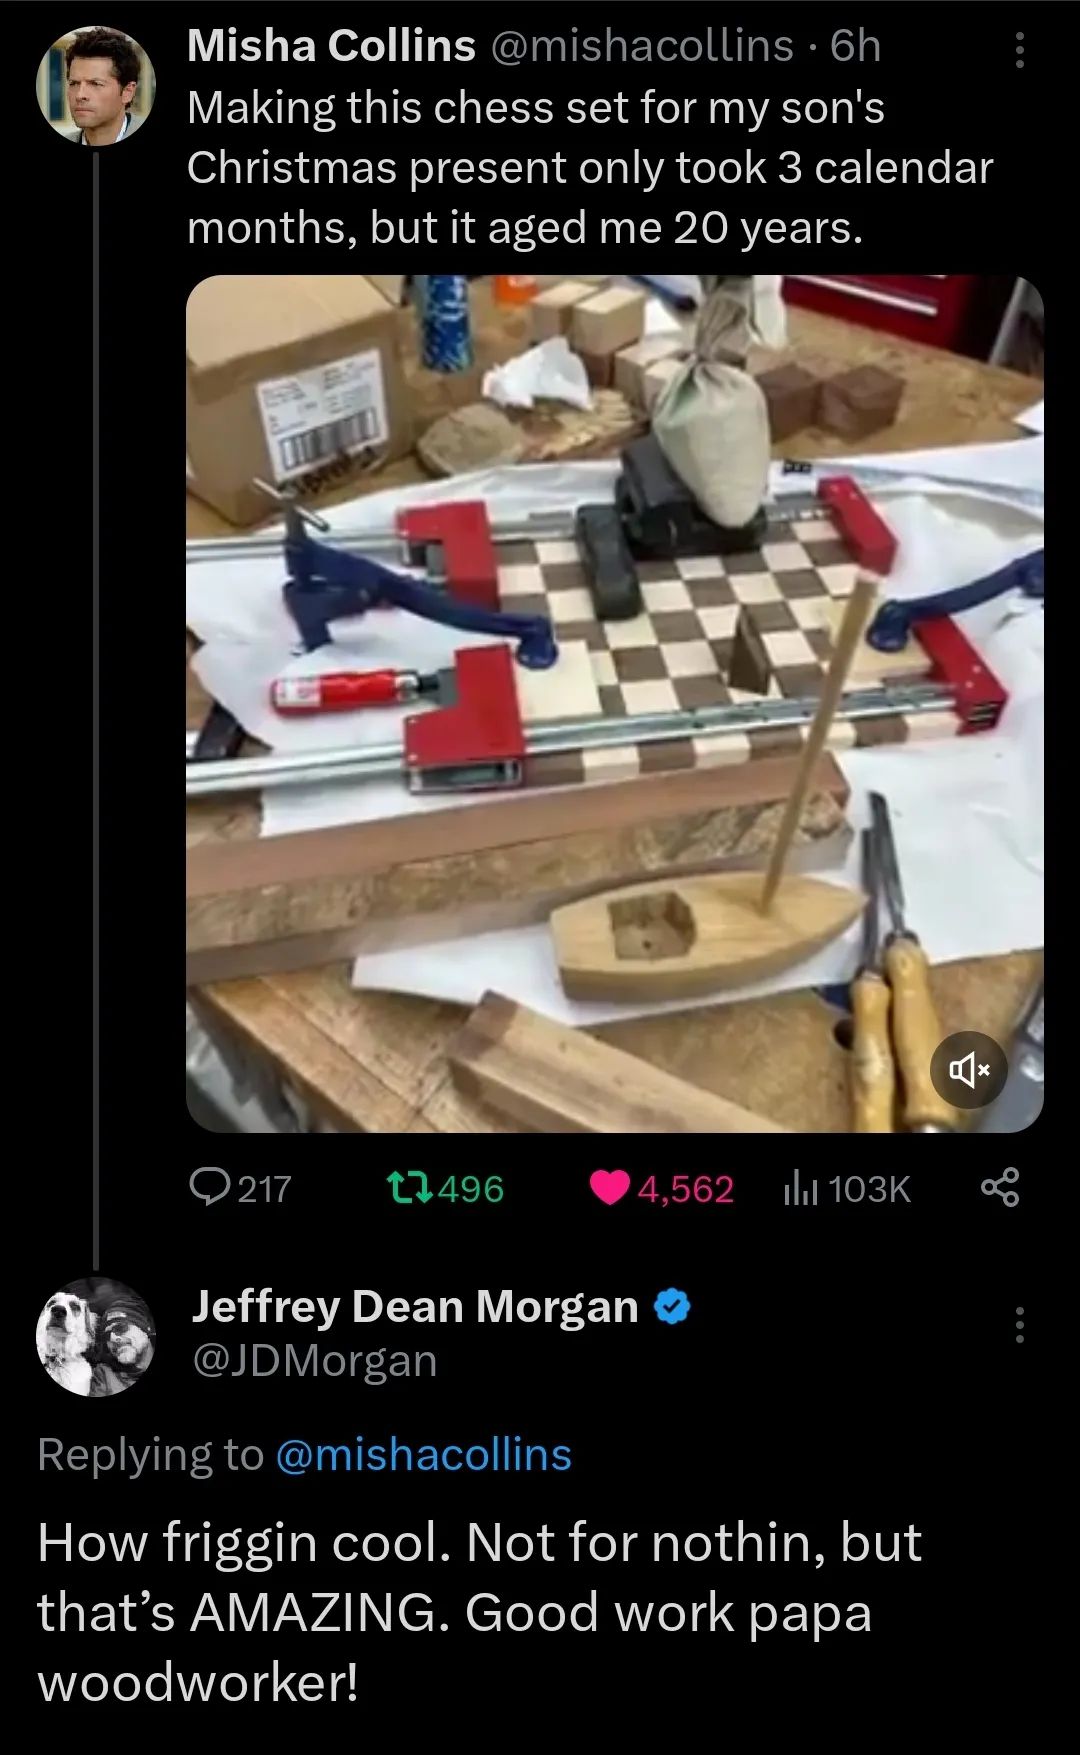 Misha Collins @mishacollins · 6h
Making this chess set for my son's
Christmas present only took 3 calendar
months, but it aged me 20 years.
217 496 4,562 103K
Jeffrey Dean Morgan
@JDMorgan
Replying to @mishacollins
How friggin cool. Not for nothin, but
that’s AMAZING. Good work papa
woodworker!